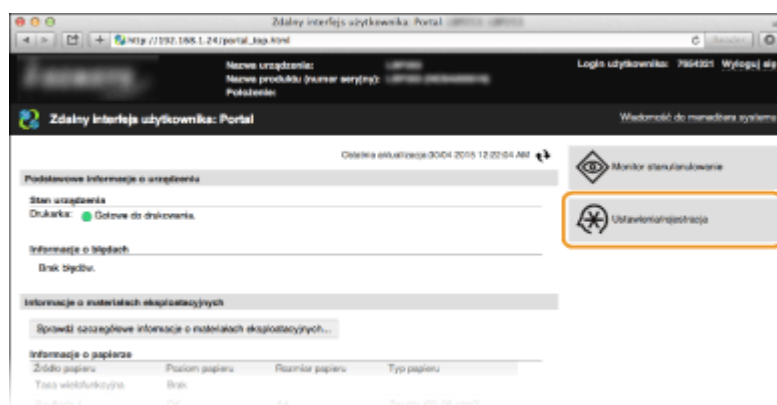 Zdalny interfejs użytkownika: Portal
http://192.168.1.24/portal_top.html
Reader
Nazwa urządzenia:
Nazwa produktu (numer seryjny):
Położenie:
Login użytkownika: 7654321 Wyloguj się
Zdalny interfejs użytkownika: Portal
Wiadomość do menedżera systemu
Ostatnia aktualizacja:30/04 2015 12:22:04 AM
Podstawowe informacje o urządzeniu
Stan urządzenia
Drukarka: Gotowe do drukowania.
Informacje o błędach
Brak błędów.
Informacje o materiałach eksploatacyjnych
Sprawdź szczegółowe informacje o materiałach eksploatacyjnych...
Informacje o papierze
Źródło papieru Poziom papieru Rozmiar papieru Typ papieru
Taca wielofunkcyjna Brak
Monitor stanu/anulowanie
Ustawienia/rejestracja